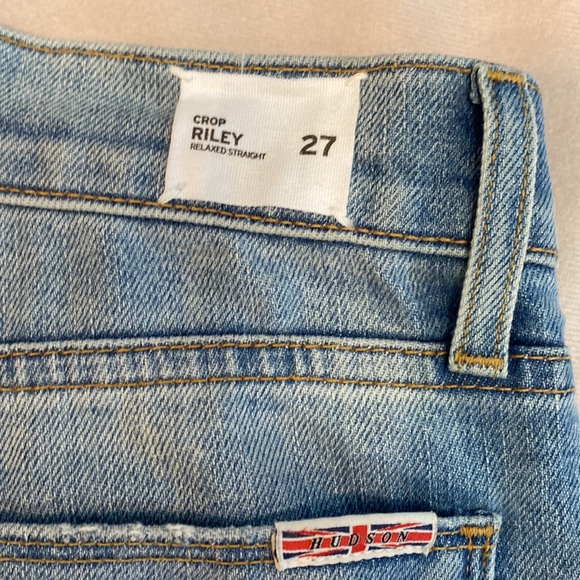 CROP
RILEY
RELAXED STRAIGHT
27
HUDSON